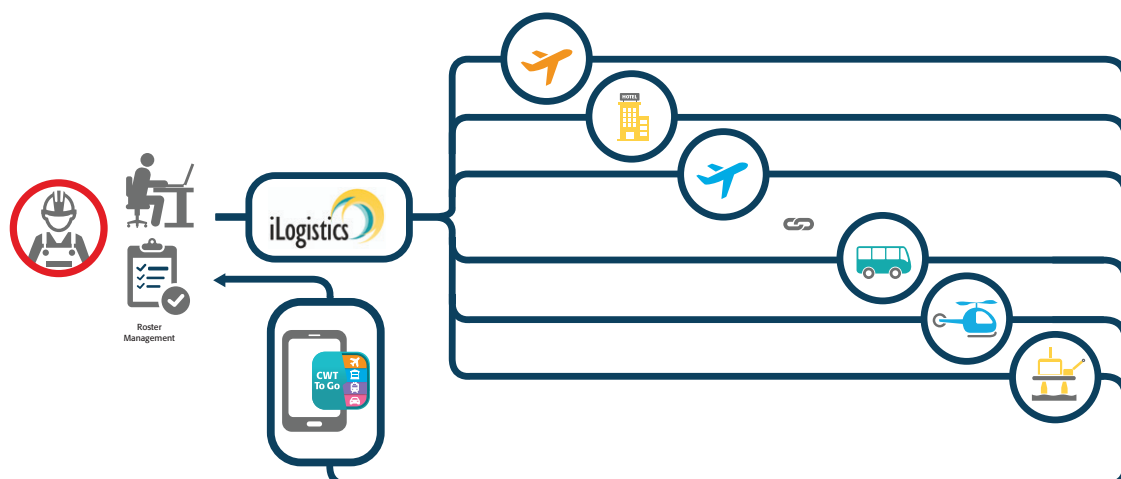 HOTEL
iLogistics
Roster
Management
CWT
To Go